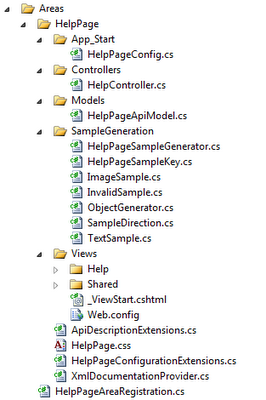 Areas
HelpPage
App_Start
HelpPageConfig.cs
Controllers
HelpController.cs
Models
HelpPageApiModel.cs
SampleGeneration
HelpPageSampleGenerator.cs
HelpPageSampleKey.cs
ImageSample.cs
InvalidSample.cs
ObjectGenerator.cs
SampleDirection.cs
TextSample.cs
Views
Help
Shared
_ViewStart.cshtml
Web.config
ApiDescriptionExtensions.cs
HelpPage.css
HelpPageConfigurationExtensions.cs
XmlDocumentationProvider.cs
HelpPageAreaRegistration.cs